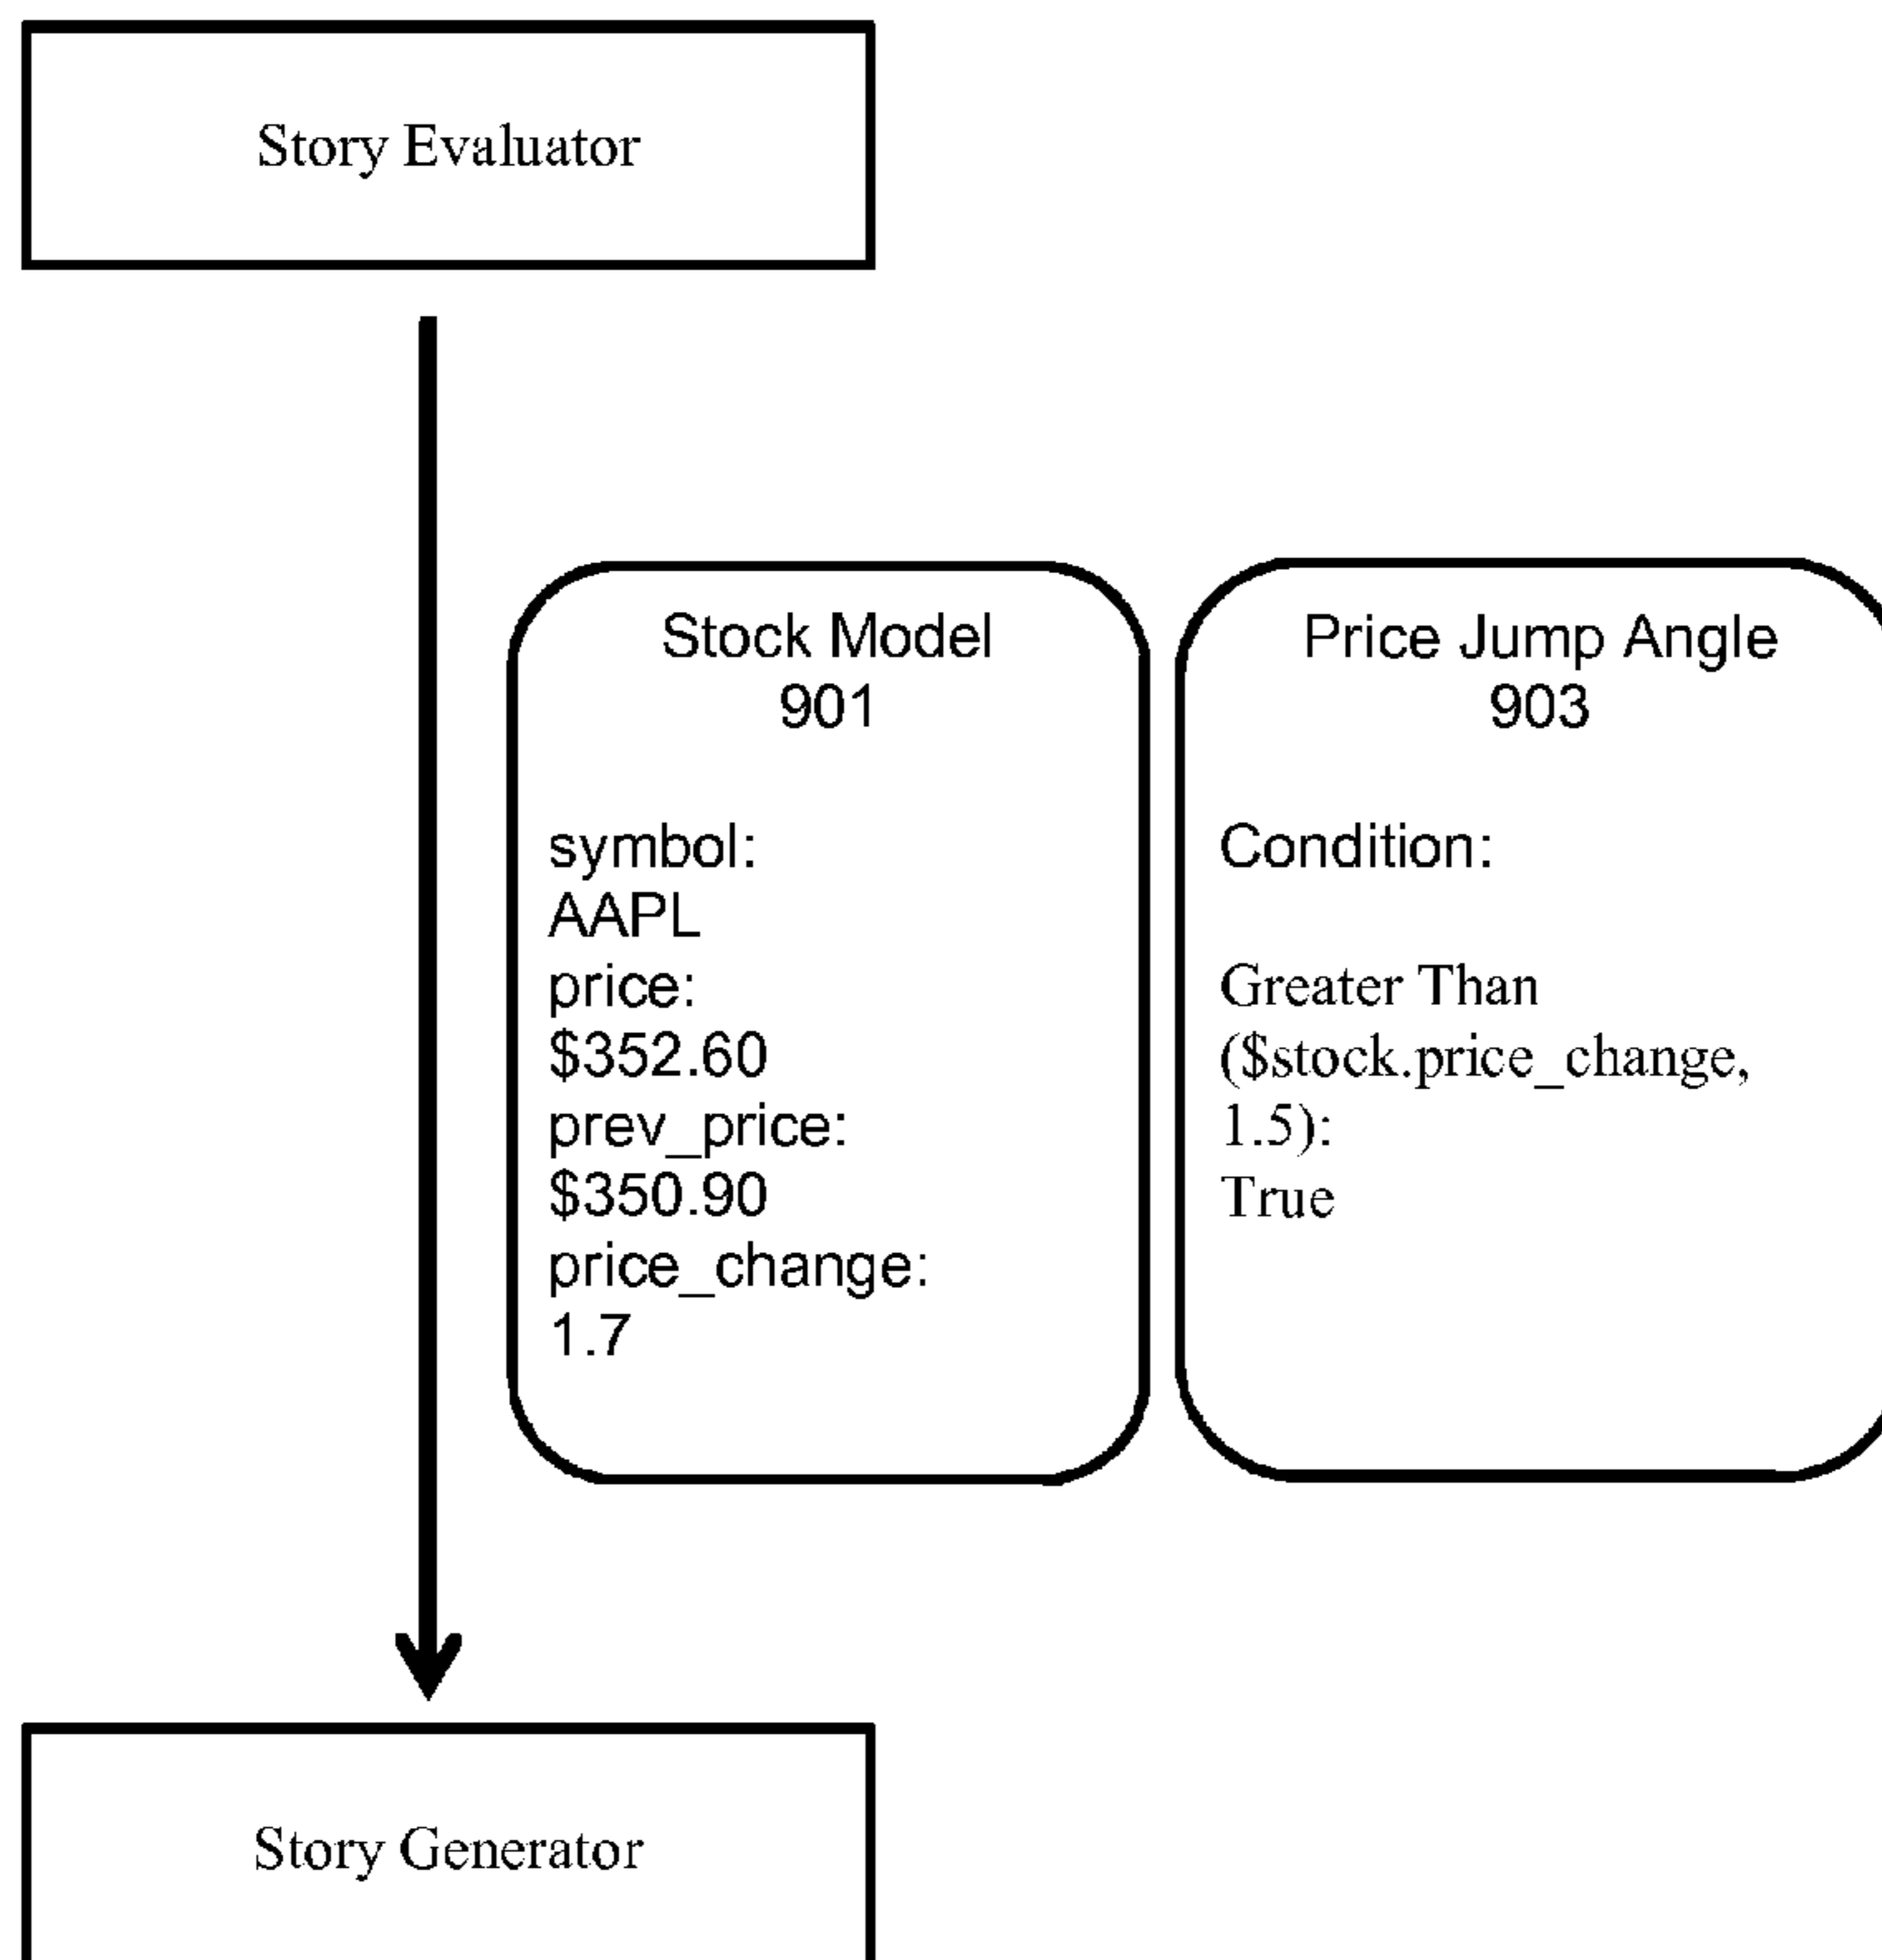 Story Evaluator
Stock Model
901
symbol:
AAPL
price:
$352.60
prev_price:
$350.90
price_change:
1.7
Price Jump Angle
903
Condition:
Greater Than
($stock.price_change,
1.5):
True
Story Generator